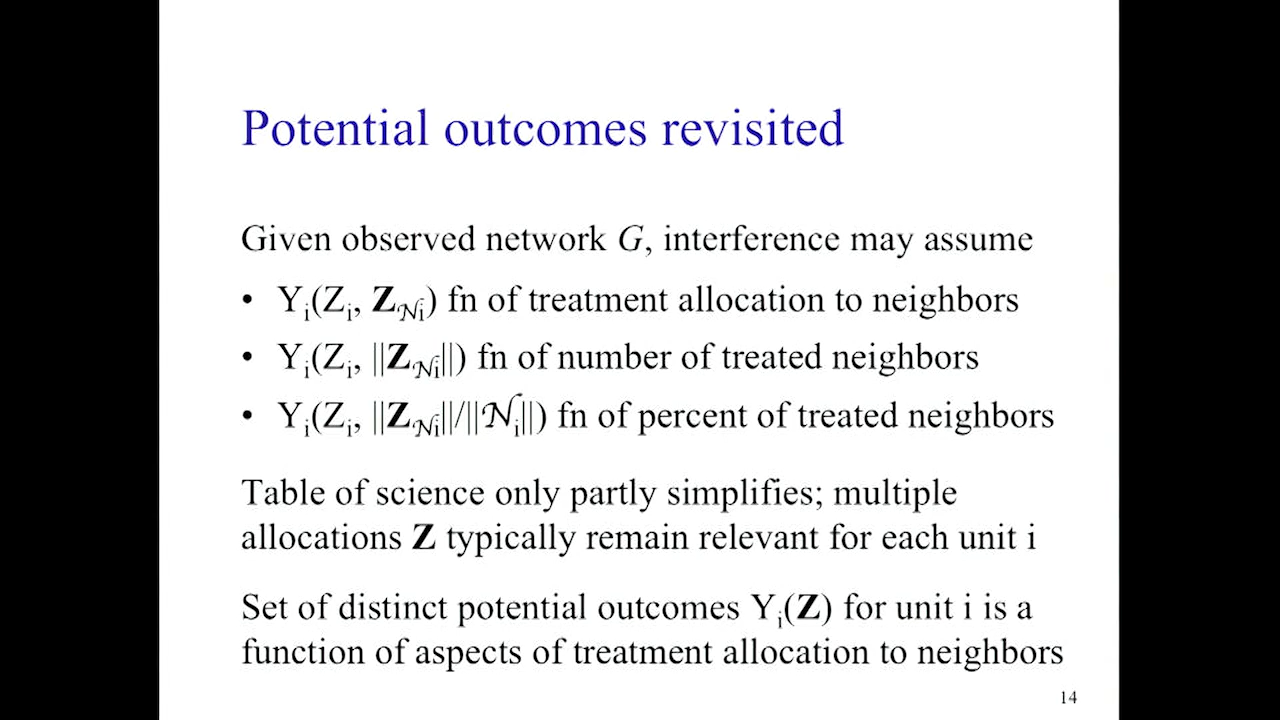 Potential outcomes revisited
Given observed network G, interference may assume
• Yᵢ(Zᵢ, Z_𝒩ᵢ) fn of treatment allocation to neighbors
• Yᵢ(Zᵢ, ||Z_𝒩ᵢ||) fn of number of treated neighbors
• Yᵢ(Zᵢ, ||Z_𝒩ᵢ||/||𝒩ᵢ||) fn of percent of treated neighbors
Table of science only partly simplifies; multiple
allocations Z typically remain relevant for each unit i
Set of distinct potential outcomes Yᵢ(Z) for unit i is a
function of aspects of treatment allocation to neighbors
14